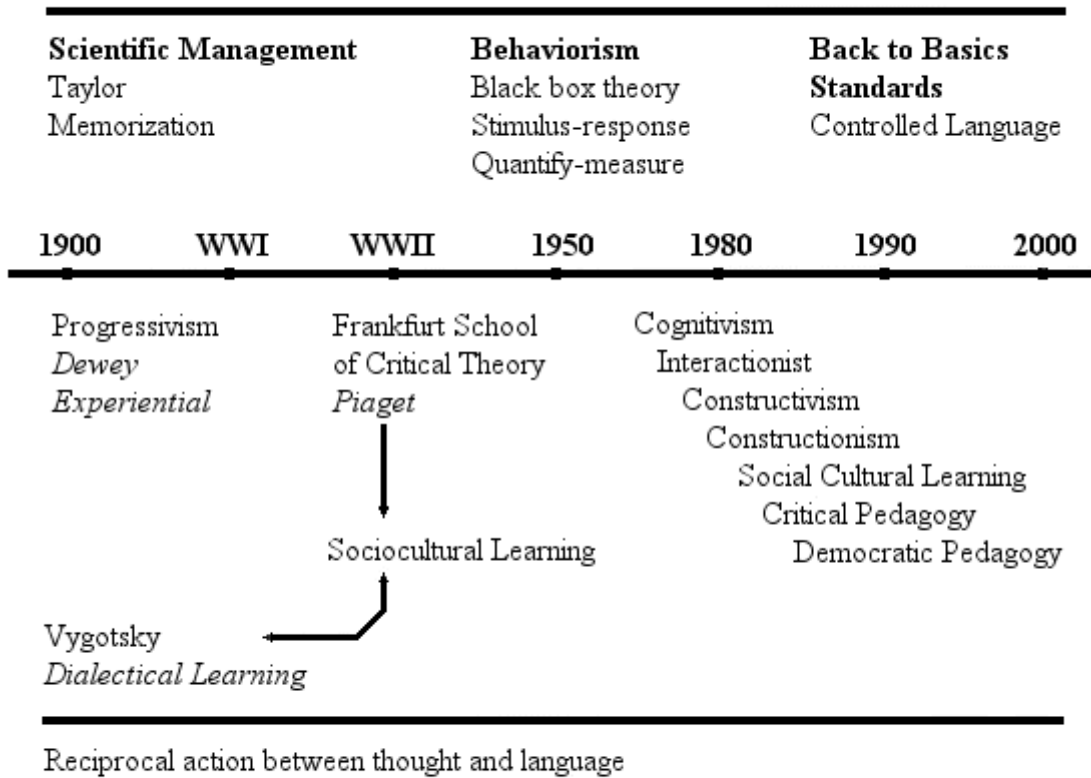 Scientific Management
Taylor
Memorization
Behaviorism
Black box theory
Stimulus-response
Quantify-measure
Back to Basics
Standards
Controlled Language
1900 WWI WWII 1950 1980 1990 2000
Progressivism
Dewey
Experiential
Frankfurt School
of Critical Theory
Piaget
Sociocultural Learning
Vygotsky
Dialectical Learning
Cognitivism
Interactionist
Constructivism
Constructionism
Social Cultural Learning
Critical Pedagogy
Democratic Pedagogy
Reciprocal action between thought and language